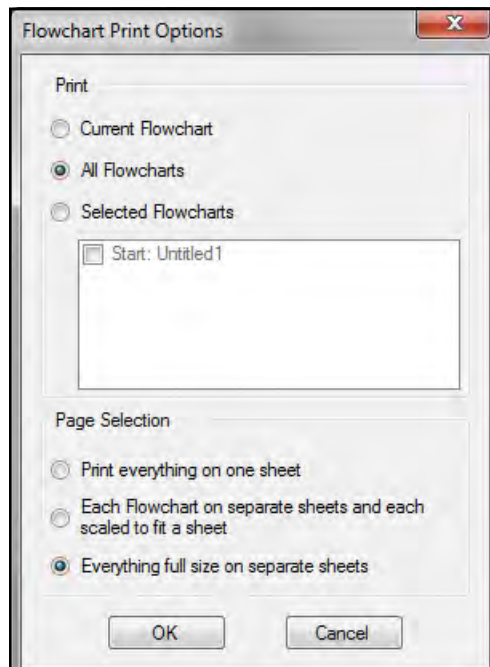 Flowchart Print Options
Print
Current Flowchart
All Flowcharts
Selected Flowcharts
Start: Untitled1
Page Selection
Print everything on one sheet
Each Flowchart on separate sheets and each
scaled to fit a sheet
Everything full size on separate sheets
OK Cancel